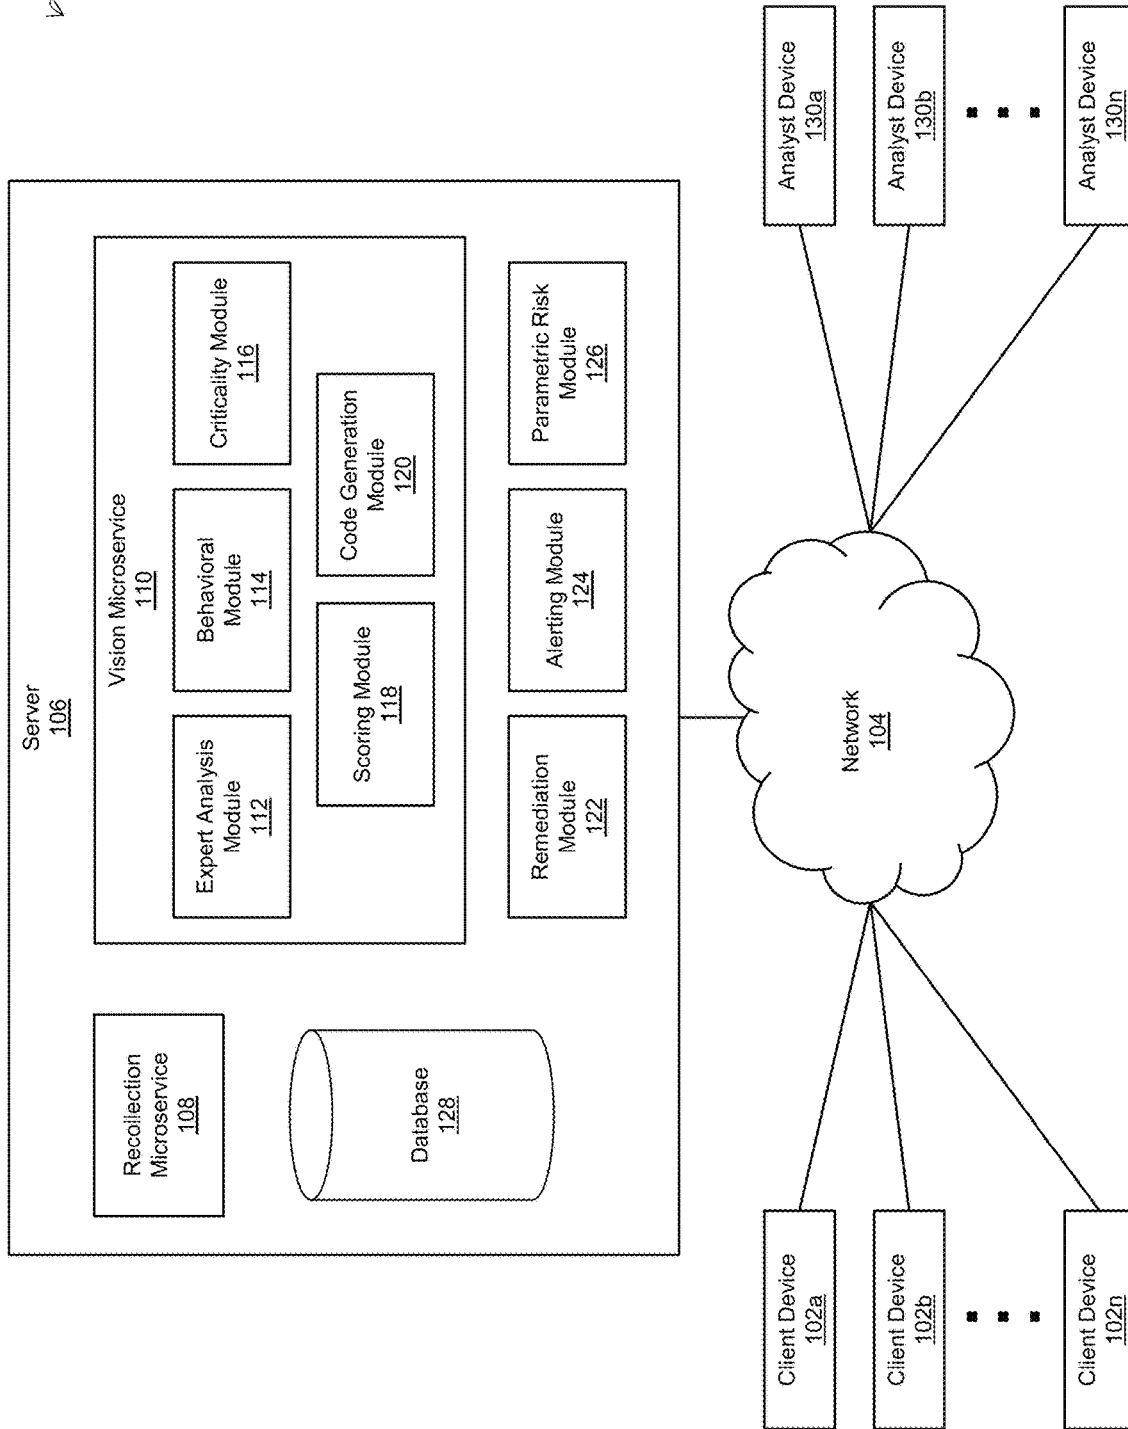 Server
106
Recollection
Microservice
108
Database
128
Vision Microservice
110
Expert Analysis
Module
112
Behavioral
Module
114
Criticality Module
116
Scoring Module
118
Code Generation
Module
120
Remediation
Module
122
Alerting Module
124
Parametric Risk
Module
126
Network
104
Client Device
102a
Client Device
102b
Client Device
102n
Analyst Device
130a
Analyst Device
130b
Analyst Device
130n